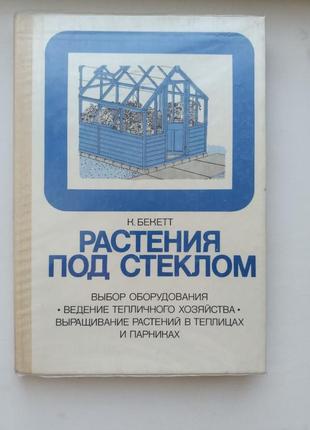 К. БЕКЕТТ
РАСТЕНИЯ
ПОД СТЕКЛОМ
ВЫБОР ОБОРУДОВАНИЯ
• ВЕДЕНИЕ ТЕПЛИЧНОГО ХОЗЯЙСТВА •
ВЫРАЩИВАНИЕ РАСТЕНИЙ В ТЕПЛИЦАХ
И ПАРНИКАХ